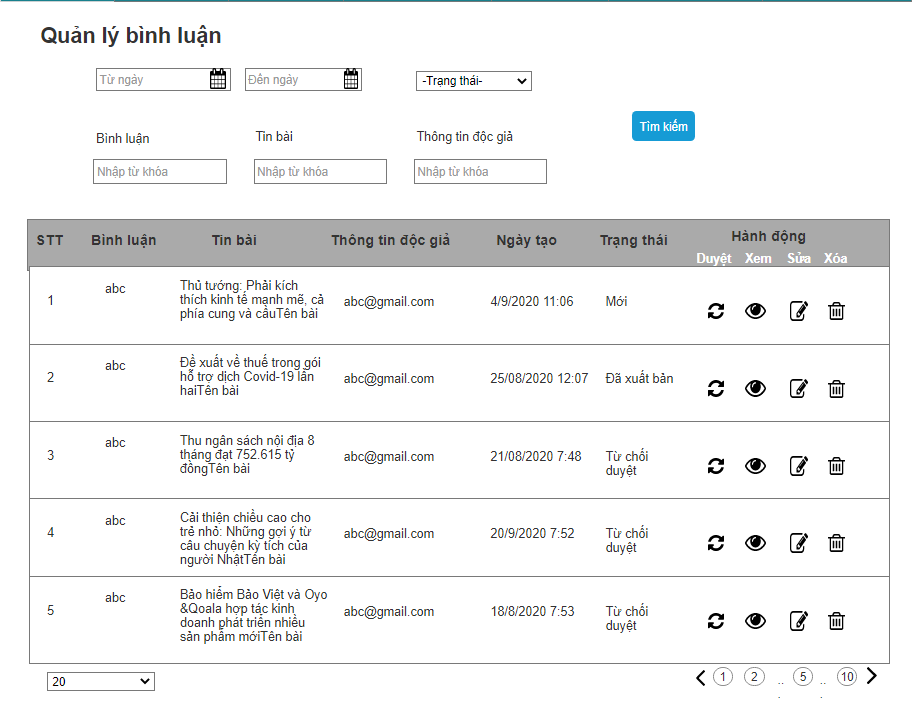 Quản lý bình luận
Từ ngày
Đến ngày
-Trạng thái-
Tìm kiếm
Bình luận
Tin bài
Thông tin độc giả
Nhập từ khóa
Nhập từ khóa
Nhập từ khóa
STT
Bình luận
Tin bài
Thông tin độc giả
Ngày tạo
Trạng thái
Hành động
Duyệt
Xem
Sửa
Xóa
1
abc
Thủ tướng: Phải kích
thích kinh tế mạnh mẽ, cả
phía cung và cầuTên bài
abc@gmail.com
4/9/2020 11:06
Mới
2
abc
Đề xuất về thuế trong gói
hỗ trợ dịch Covid-19 lần
haiTên bài
abc@gmail.com
25/08/2020 12:07
Đã xuất bản
3
abc
Thu ngân sách nội địa 8
tháng đạt 752.615 tỷ
đồngTên bài
abc@gmail.com
21/08/2020 7:48
Từ chối
duyệt
4
abc
Cải thiện chiều cao cho
trẻ nhỏ: Những gợi ý từ
câu chuyện kỳ tích của
người NhậtTên bài
abc@gmail.com
20/9/2020 7:52
Từ chối
duyệt
5
abc
Bảo hiểm Bảo Việt và Oyo
&Qoala hợp tác kinh
doanh phát triển nhiều
sản phẩm mớiTên bài
abc@gmail.com
18/8/2020 7:53
Từ chối
duyệt
20
1
2
...
5
...
10